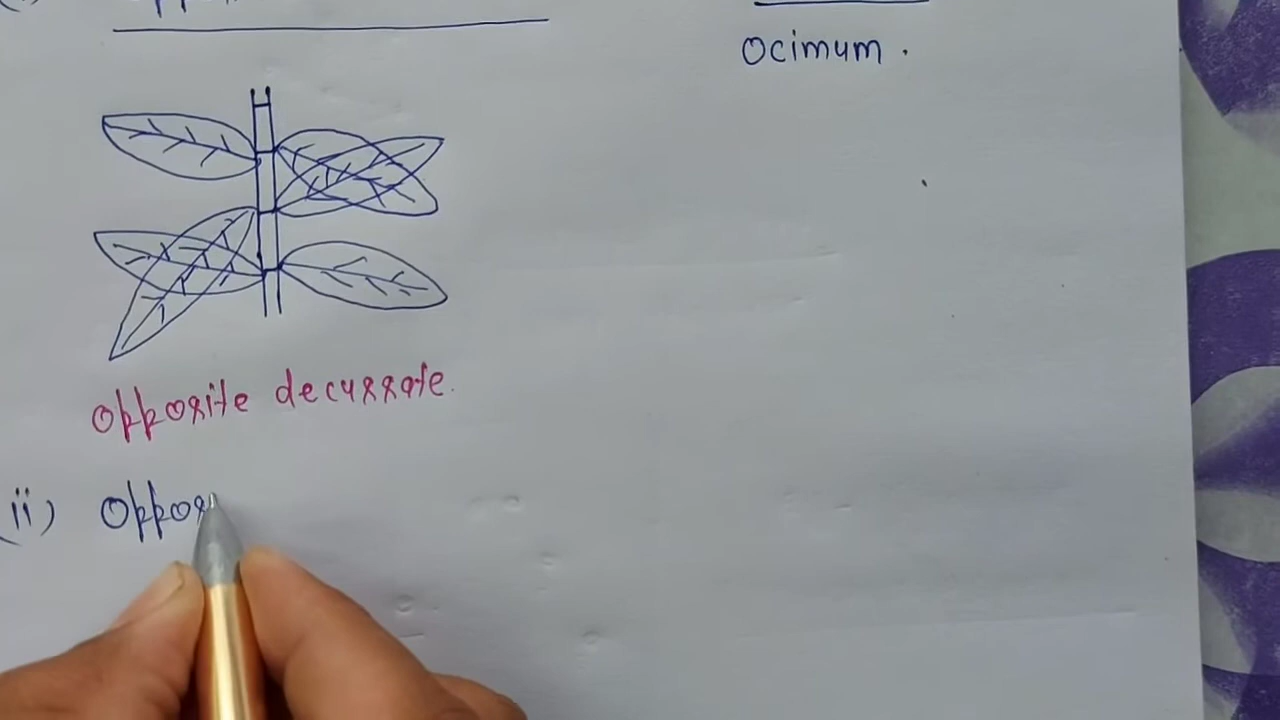 Ocimum .
Opposite decussate.
(ii) Oppos